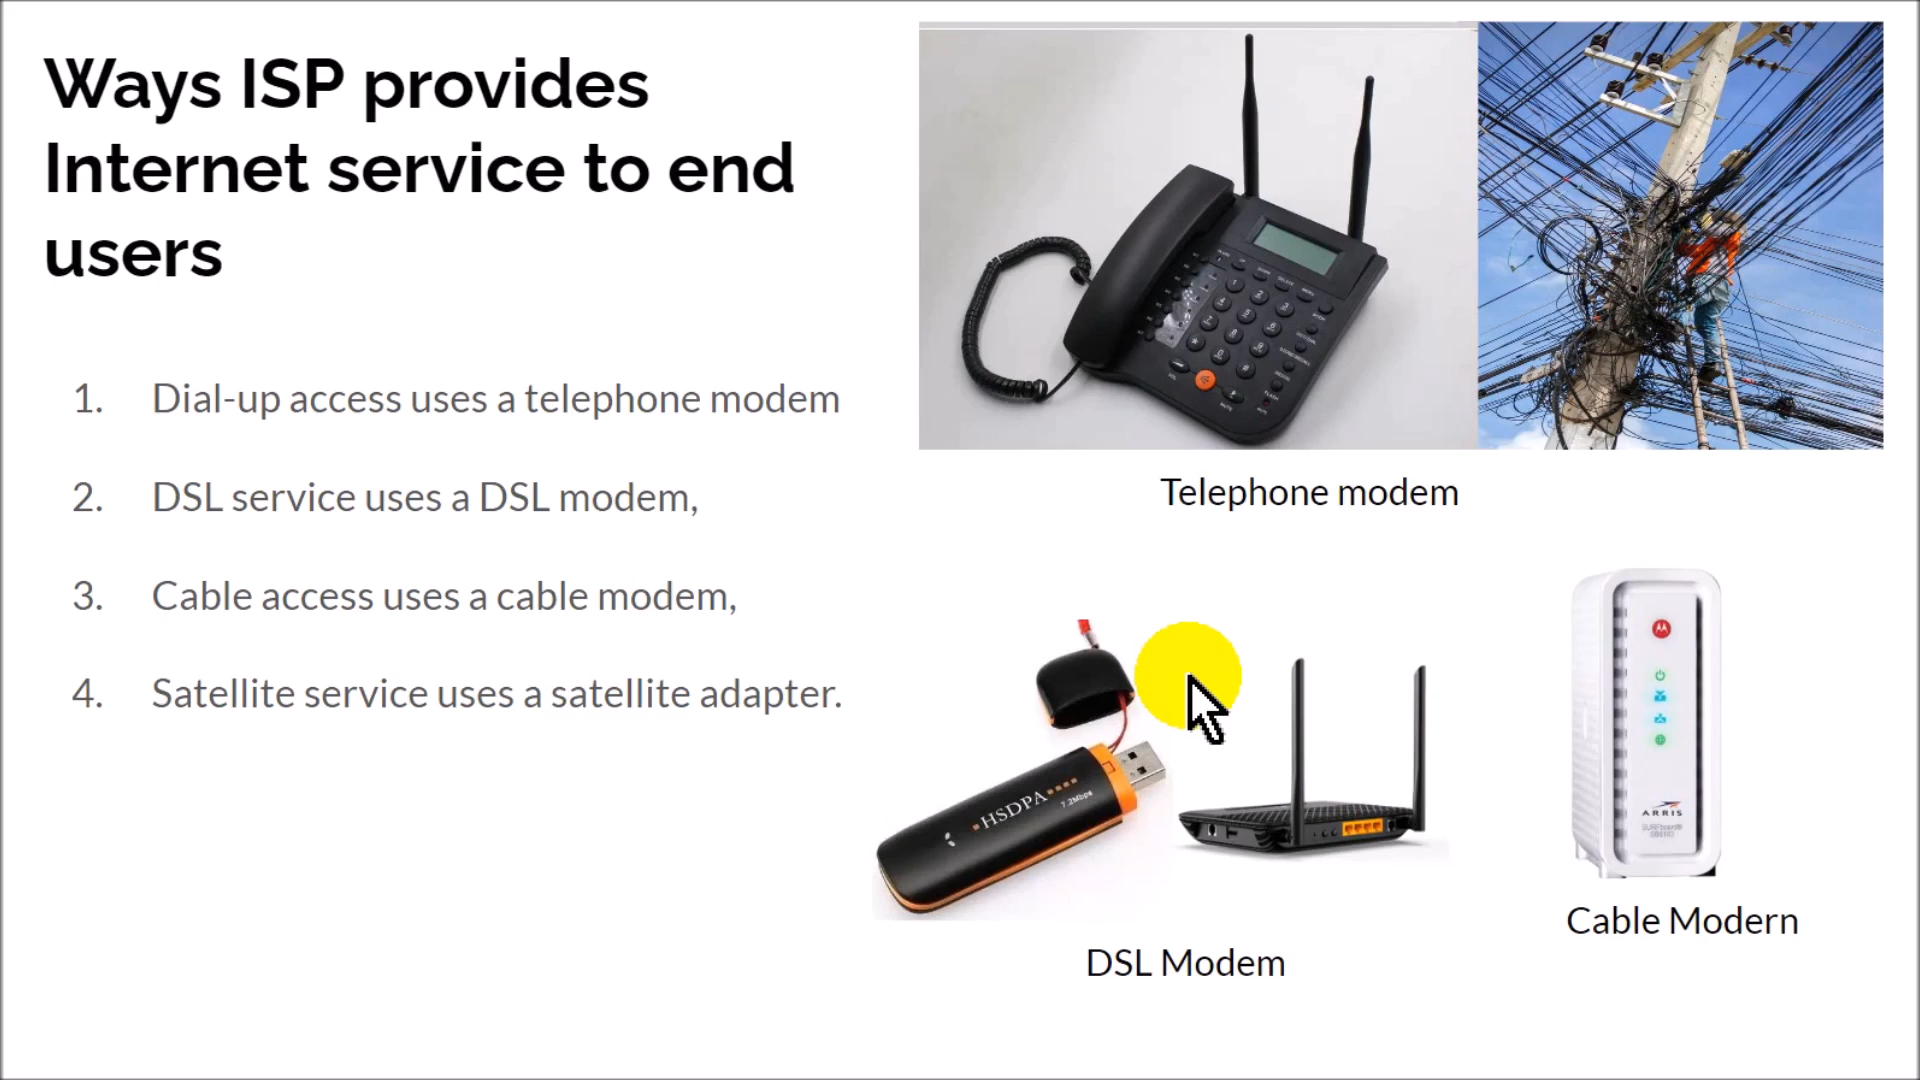 Ways ISP provides
Internet service to end
users
1. Dial-up access uses a telephone modem
2. DSL service uses a DSL modem,
3. Cable access uses a cable modem,
4. Satellite service uses a satellite adapter.
Telephone modem
HSDPA
7.2Mbps
DSL Modem
ARRIS
Cable Modern